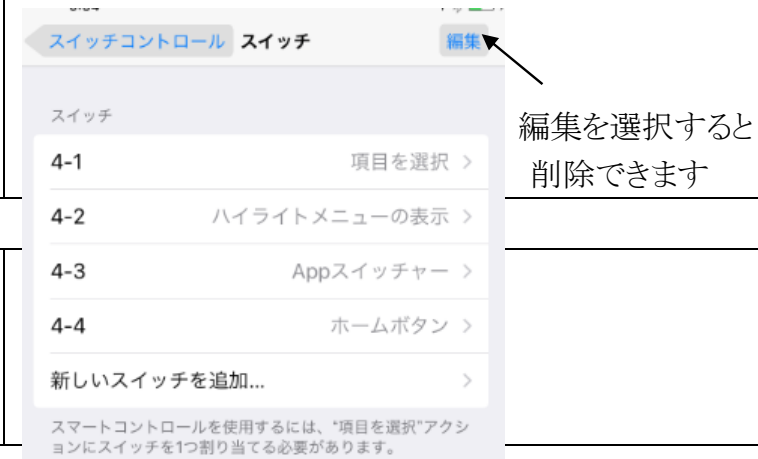 スイッチコントロール スイッチ 編集
編集を選択すると
削除できます
スイッチ
4-1 項目を選択 >
4-2 ハイライトメニューの表示 >
4-3 Appスイッチャー >
4-4 ホームボタン >
新しいスイッチを追加... >
スマートコントロールを使用するには、“項目を選択”アクシ
ョンにスイッチを1つ割り当てる必要があります。